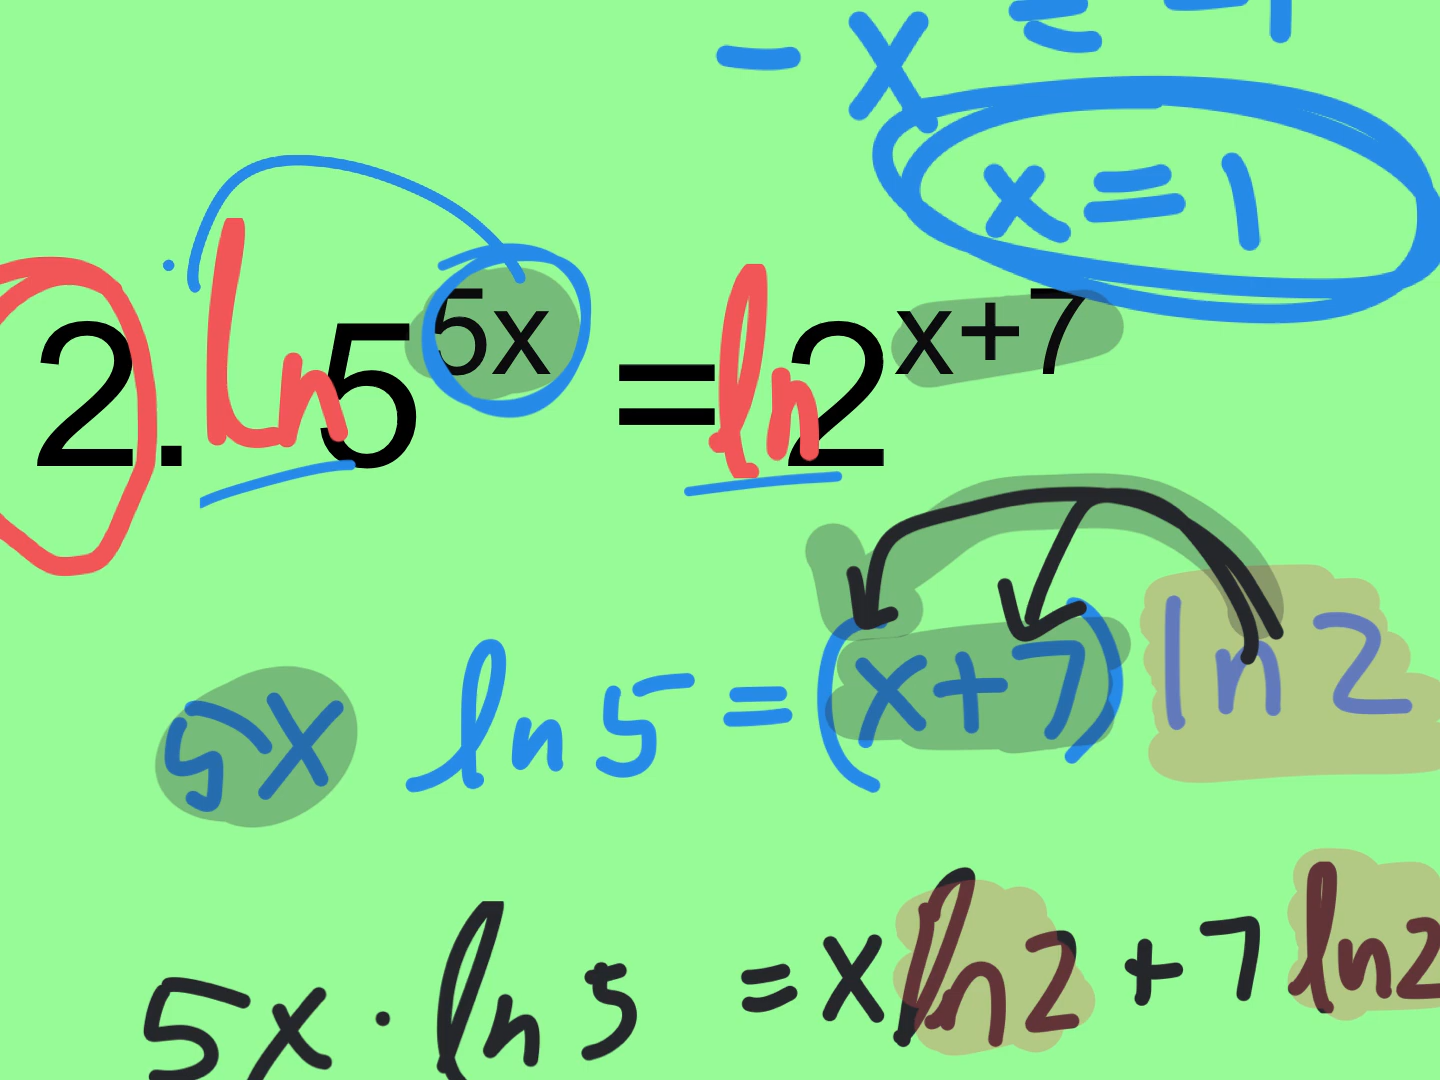 - x = -1
x = 1
2. ln 5^5x = ln 2^x+7
5x ln 5 = (x+7) ln 2
5x · ln 5 = x ln 2 + 7 ln 2